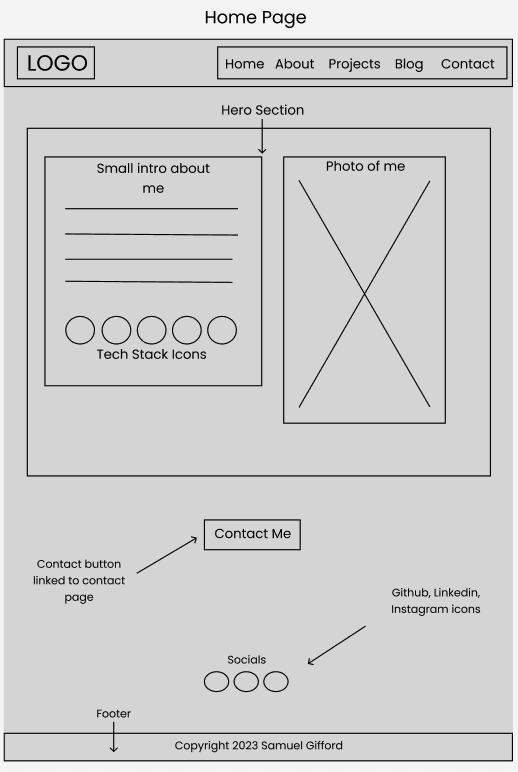 Home Page
LOGO
Home About Projects Blog Contact
Hero Section
Small intro about
me
Photo of me
Tech Stack Icons
Contact Me
Contact button
linked to contact
page
Github, Linkedin,
Instagram icons
Socials
Footer
Copyright 2023 Samuel Gifford